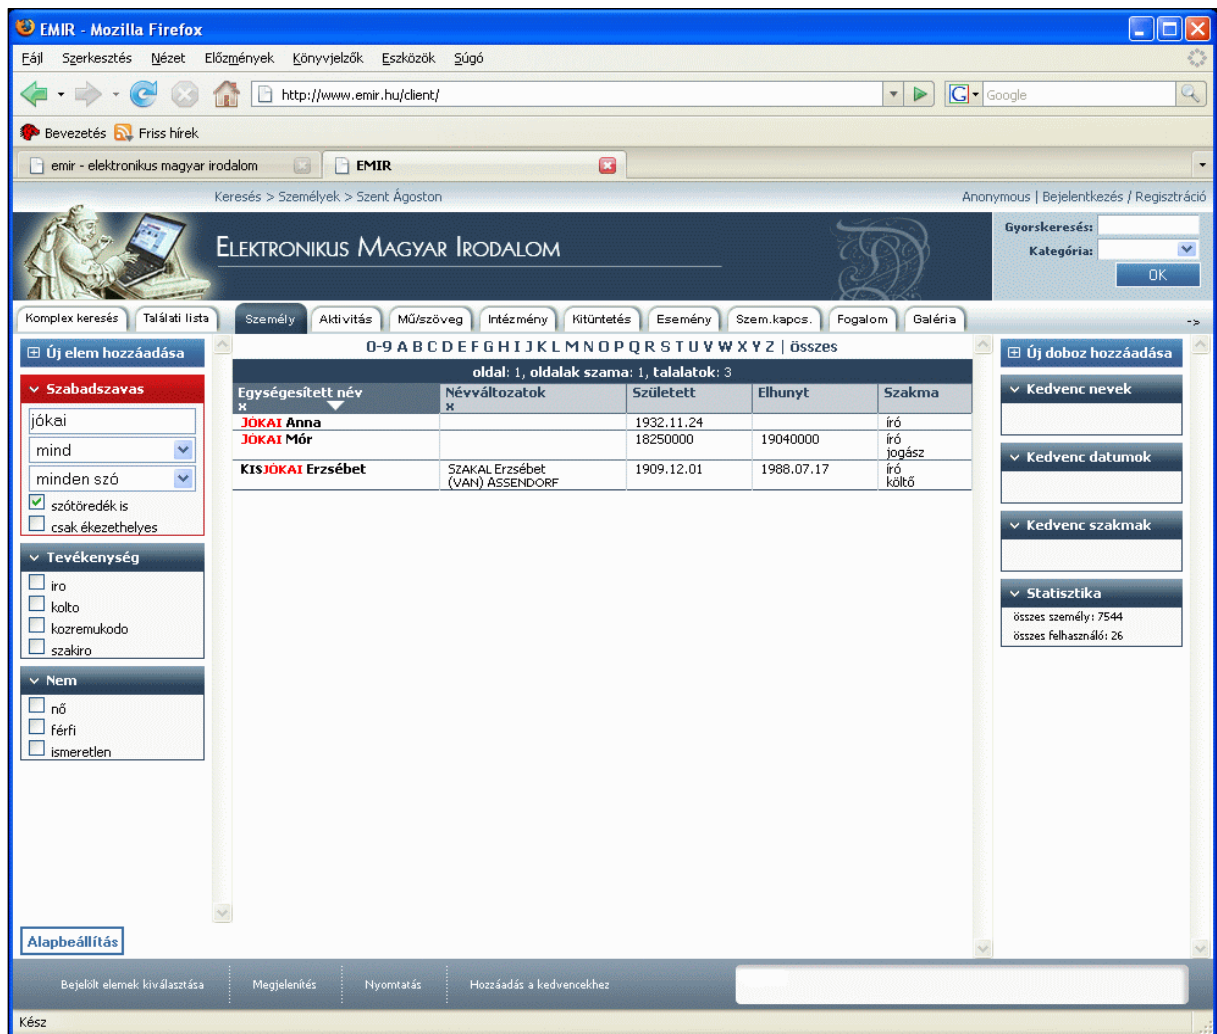 EMIR - Mozilla Firefox
Fájl Szerkesztés Nézet Előzmények Könyvjelzők Eszközök Súgó
http://www.emir.hu/client/
G Google
Bevezetés Friss hírek
emir - elektronikus magyar irodalom EMIR
Keresés > Személyek > Szent Ágoston
Anonymous | Bejelentkezés / Regisztráció
ELEKTRONIKUS MAGYAR IRODALOM
Gyorskeresés:
Kategória:
OK
Komplex keresés Találati lista Személy Aktivitás Mű/szöveg Intézmény Kitüntetés Esemény Szem.kapcs. Fogalom Galéria ->
Új elem hozzáadása
Szabadszavas
jókai
mind
minden szó
szótöredék is
csak ékezethelyes
Tevékenység
iro
kolto
kozremukodo
szakiro
Nem
nő
férfi
ismeretlen
Alapbeállítás
0-9 A B C D E F G H I J K L M N O P Q R S T U V W X Y Z | összes
oldal: 1, oldalak szama: 1, talalatok: 3
Egységesített név Névváltozatok Született Elhunyt Szakma
x x
JÓKAI Anna 1932.11.24 író
JÓKAI Mór 18250000 19040000 író
jogász
KISJÓKAI Erzsébet SZAKAL Erzsébet 1909.12.01 1988.07.17 író
(VAN) ASSENDORF költő
Új doboz hozzáadása
Kedvenc nevek
Kedvenc datumok
Kedvenc szakmak
Statisztika
összes személy: 7544
összes felhasználó: 26
Bejelölt elemek kiválasztása Megjelenítés Nyomtatás Hozzáadás a kedvencekhez
Kész